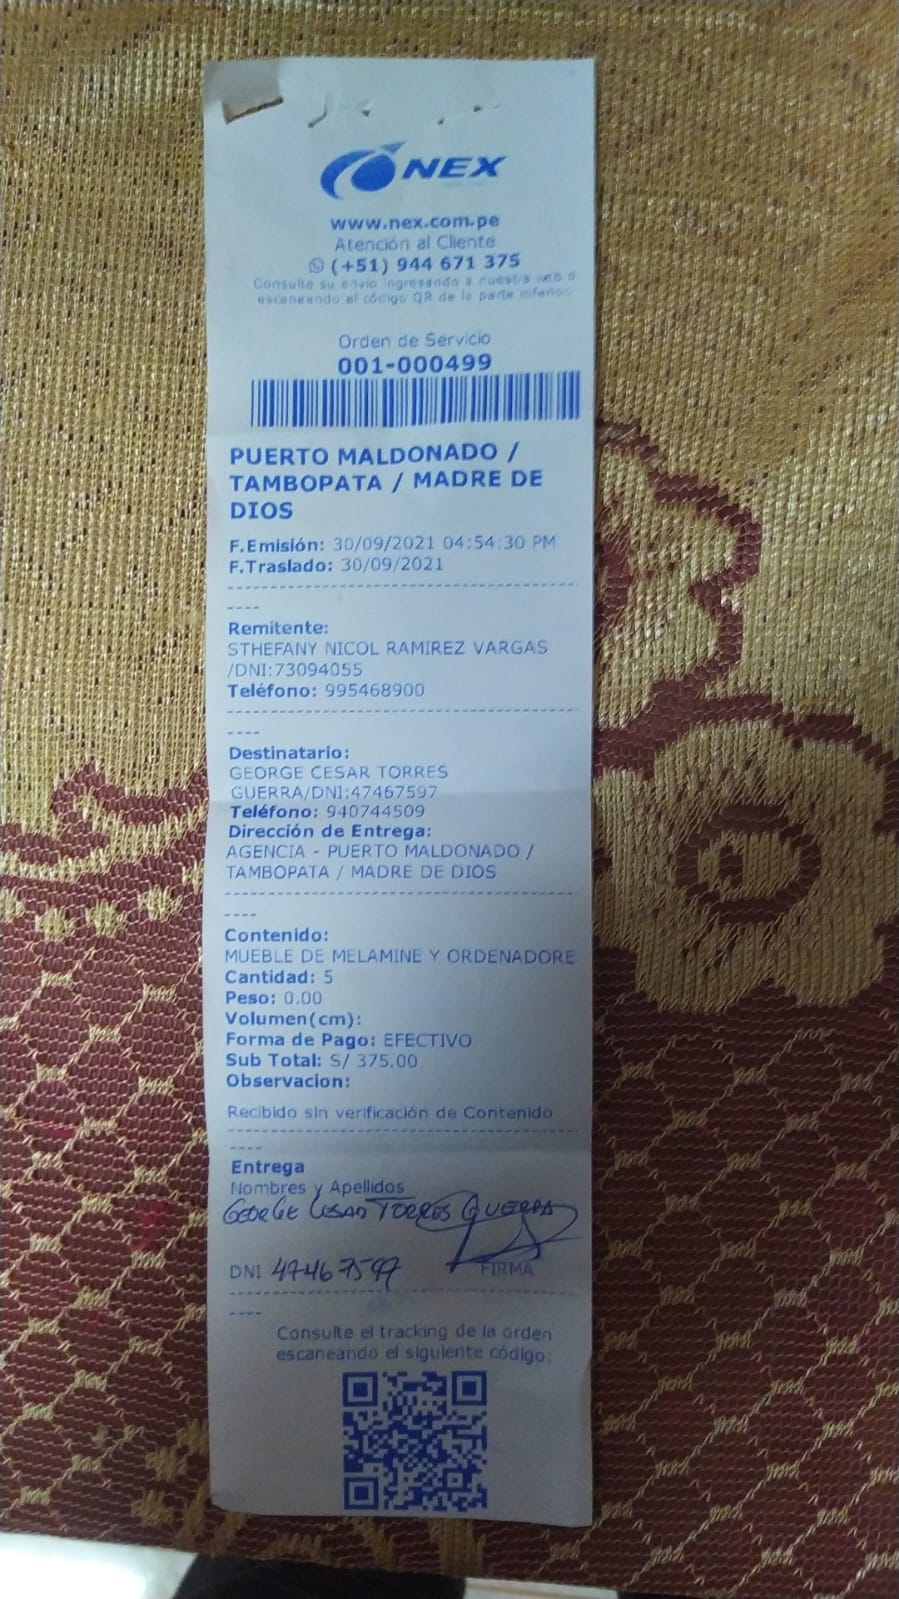 NEX
www.nex.com.pe
Atención al Cliente
(+51) 944 671 375
Consulte su envio ingresando a nuestra web o
escaneando el código QR de la parte inferior
Orden de Servicio
001-000499
PUERTO MALDONADO /
TAMBOPATA / MADRE DE
DIOS
F.Emisión: 30/09/2021 04:54:30 PM
F.Traslado: 30/09/2021
----
Remitente:
STHEFANY NICOL RAMIREZ VARGAS
/DNI:73094055
Teléfono: 995468900
----
Destinatario:
GEORGE CESAR TORRES
GUERRA/DNI:47467597
Teléfono: 940744509
Dirección de Entrega:
AGENCIA - PUERTO MALDONADO /
TAMBOPATA / MADRE DE DIOS
----
Contenido:
MUEBLE DE MELAMINE Y ORDENADORE
Cantidad: 5
Peso: 0.00
Volumen(cm):
Forma de Pago: EFECTIVO
Sub Total: S/ 375.00
Observacion:
Recibido sin verificación de Contenido
----
Entrega
Nombres y Apellidos
GEORGE CESAR TORRES GUERRA
DNI 47467597 FIRMA
----
Consulte el tracking de la orden
escaneando el siguiente código: